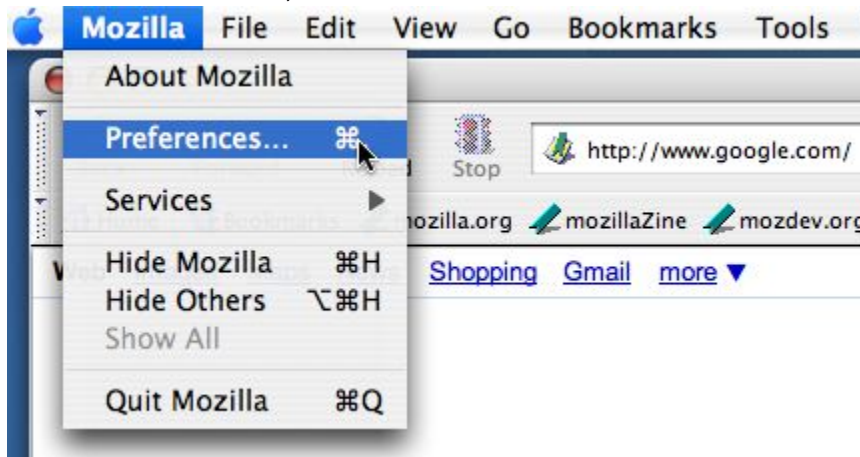 Mozilla File Edit View Go Bookmarks Tools
About Mozilla
Preferences... ⌘
Stop
http://www.google.com/
Services
mozilla.org mozillaZine mozdev.org
Hide Mozilla ⌘H
Shopping Gmail more ▼
Hide Others ⌥⌘H
Show All
Quit Mozilla ⌘Q